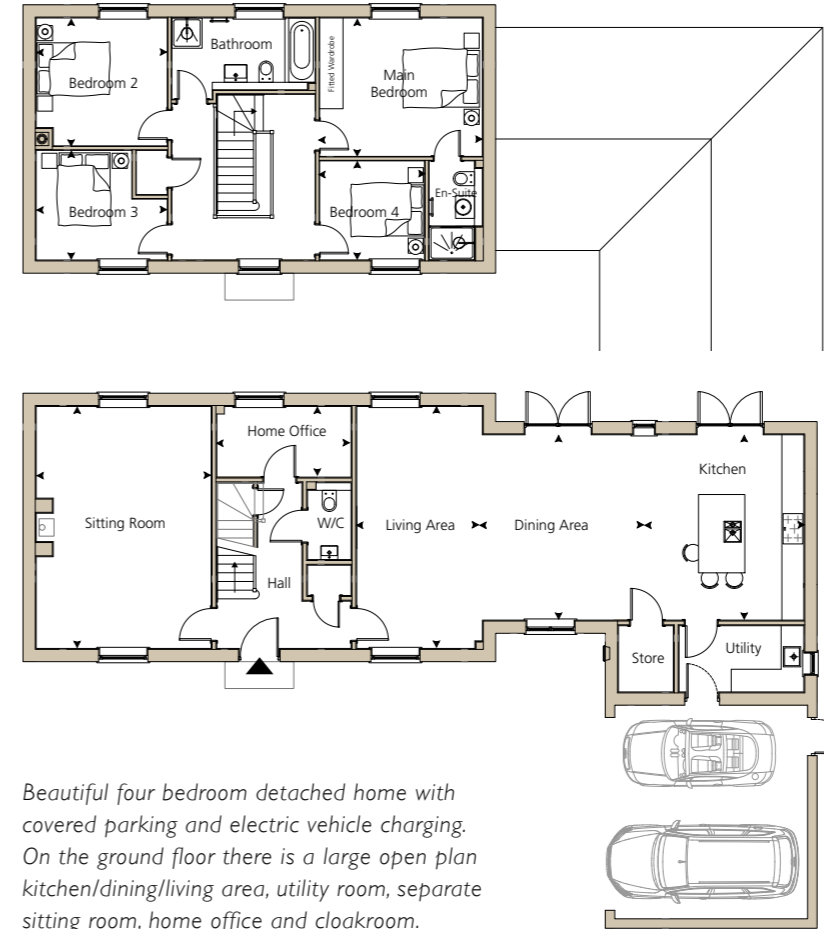 Bedroom 2
Bathroom
Fitted Wardrobe
Main
Bedroom
Bedroom 3
Bedroom 4
En-Suite
Home Office
Sitting Room
W/C
Hall
Living Area
Dining Area
Kitchen
Store
Utility
Beautiful four bedroom detached home with
covered parking and electric vehicle charging.
On the ground floor there is a large open plan
kitchen/dining/living area, utility room, separate
sitting room, home office and cloakroom.